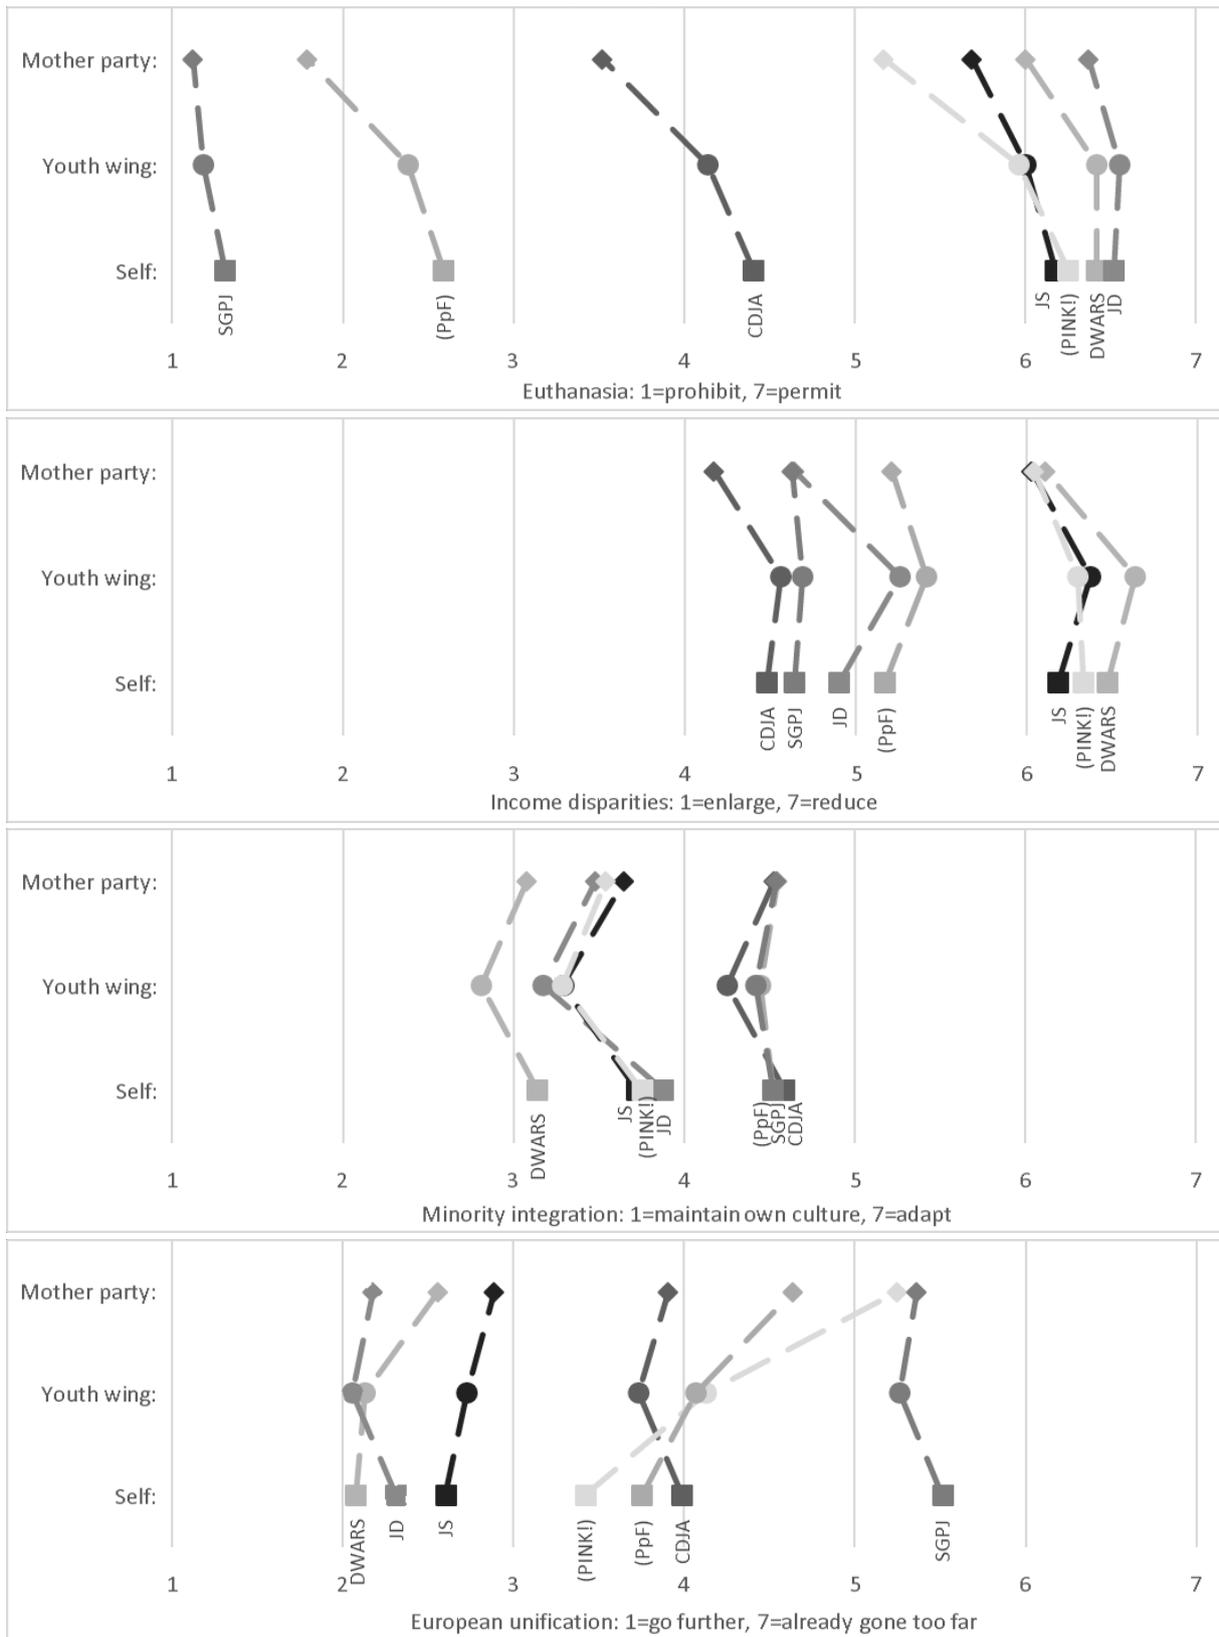 Mother party:
Youth wing:
Self:
SGPJ
(PpF)
CDJA
JS
(PINK!)
DWARS
JD
1 2 3 4 5 6 7
Euthanasia: 1=prohibit, 7=permit
Mother party:
Youth wing:
Self:
CDJA
SGPJ
JD
(PpF)
JS
(PINK!)
DWARS
1 2 3 4 5 6 7
Income disparities: 1=enlarge, 7=reduce
Mother party:
Youth wing:
Self:
DWARS
JS
(PINK!)
JD
(PpF)
SGPJ
CDJA
1 2 3 4 5 6 7
Minority integration: 1=maintain own culture, 7=adapt
Mother party:
Youth wing:
Self:
DWARS
JD
JS
(PINK!)
(PpF)
CDJA
SGPJ
1 2 3 4 5 6 7
European unification: 1=go further, 7=already gone too far